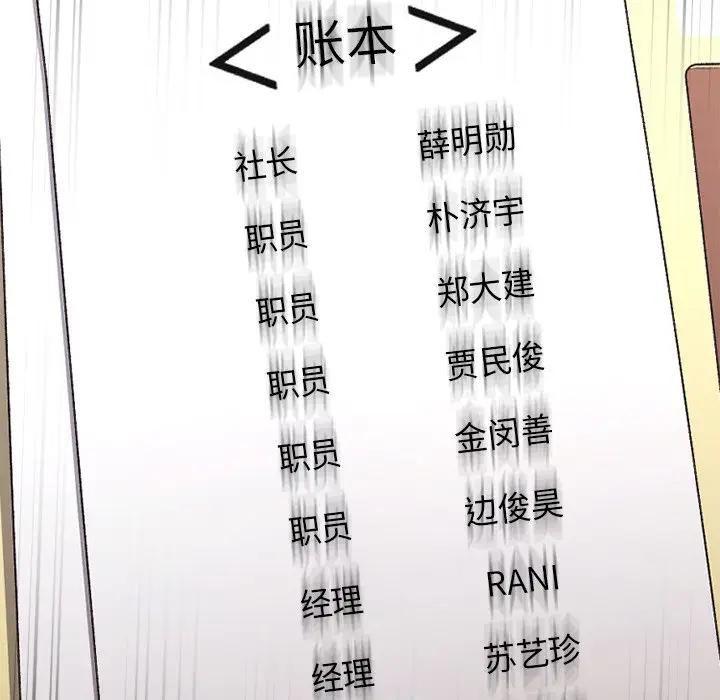 <账本>
社长 薛明勋
职员 朴济宇
职员 郑大建
职员 贾民俊
职员 金闵善
职员 边俊昊
经理 RANI
经理 苏艺珍